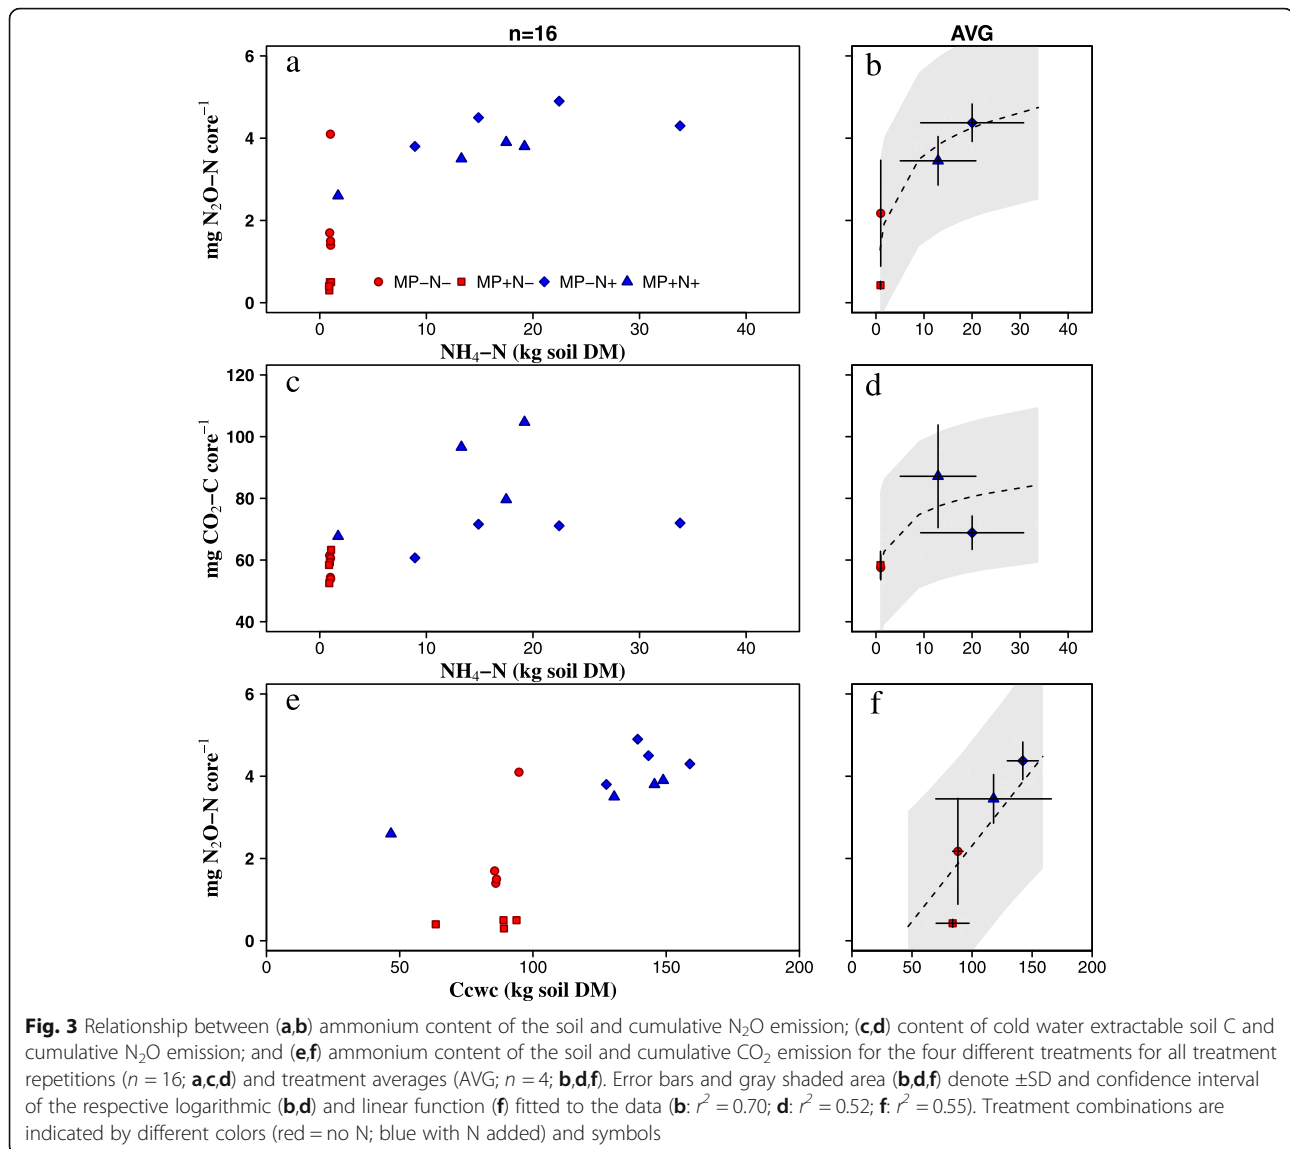 n=16
AVG
a
b
mg N₂O−N core⁻¹
6
4
2
0
MP−N−
MP+N−
MP−N+
MP+N+
0 10 20 30 40
NH₄−N (kg soil DM)
0 10 20 30 40
c
d
mg CO₂−C core⁻¹
120
100
80
60
40
0 10 20 30 40
NH₄−N (kg soil DM)
0 10 20 30 40
e
f
mg N₂O−N core⁻¹
6
4
2
0
0 50 100 150 200
Ccwc (kg soil DM)
0 50 100 150 200
Fig. 3 Relationship between (a,b) ammonium content of the soil and cumulative N₂O emission; (c,d) content of cold water extractable soil C and
cumulative N₂O emission; and (e,f) ammonium content of the soil and cumulative CO₂ emission for the four different treatments for all treatment
repetitions (n = 16; a,c,d) and treatment averages (AVG; n = 4; b,d,f). Error bars and gray shaded area (b,d,f) denote ±SD and confidence interval
of the respective logarithmic (b,d) and linear function (f) fitted to the data (b: r² = 0.70; d: r² = 0.52; f: r² = 0.55). Treatment combinations are
indicated by different colors (red = no N; blue with N added) and symbols